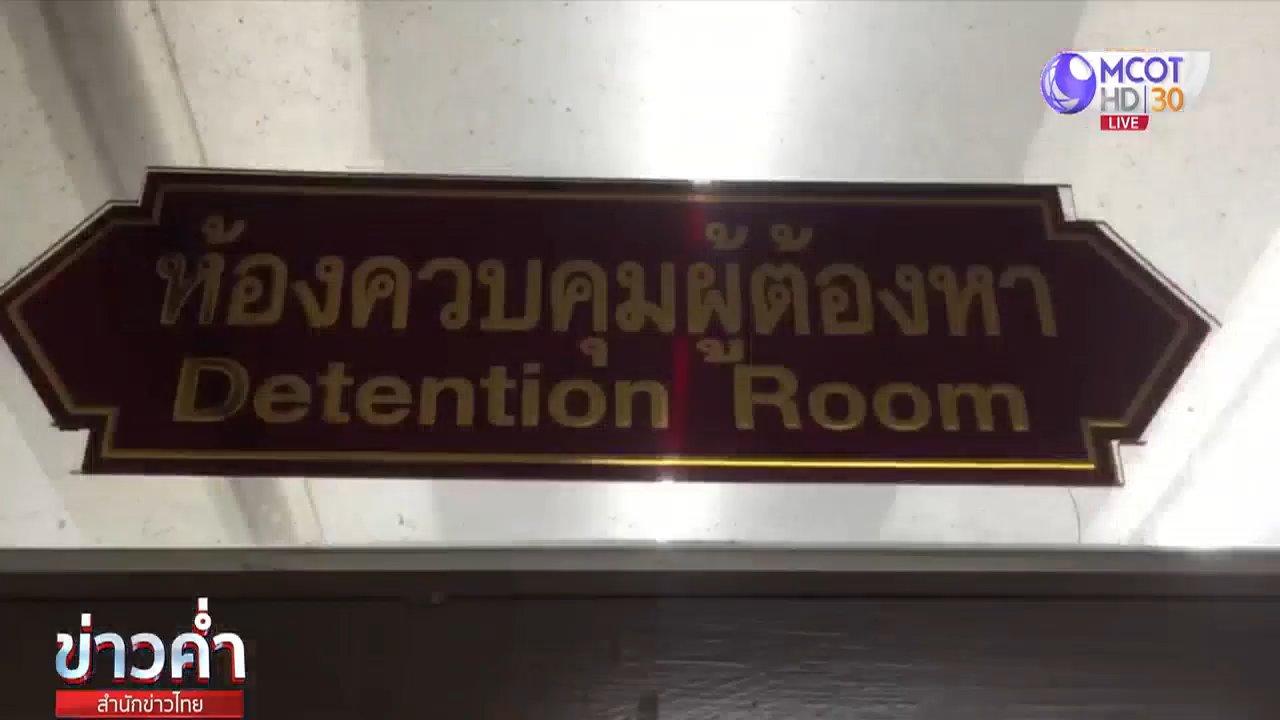 MCOT
HD 30
LIVE
ห้องควบคุมผู้ต้องหา
Detention Room
ข่าวค่ำ
สำนักข่าวไทย